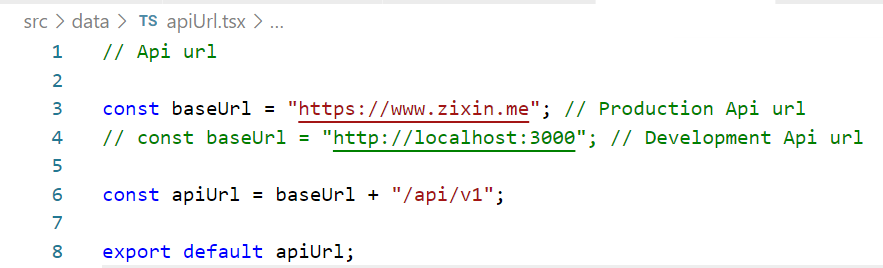 src > data > TS apiUrl.tsx > ...
1 // Api url
2
3 const baseUrl = "https://www.zixin.me"; // Production Api url
4 // const baseUrl = "http://localhost:3000"; // Development Api url
5
6 const apiUrl = baseUrl + "/api/v1";
7
8 export default apiUrl;